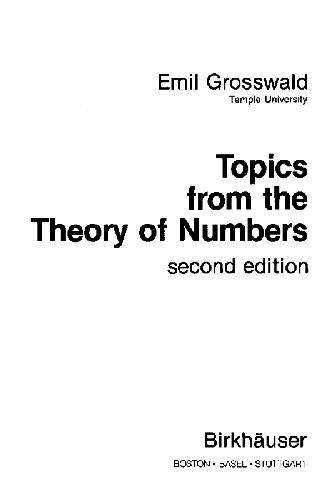 Emil Grosswald
Temple University
Topics
from the
Theory of Numbers
second edition
Birkhäuser
BOSTON · BASEL · STUTTGART